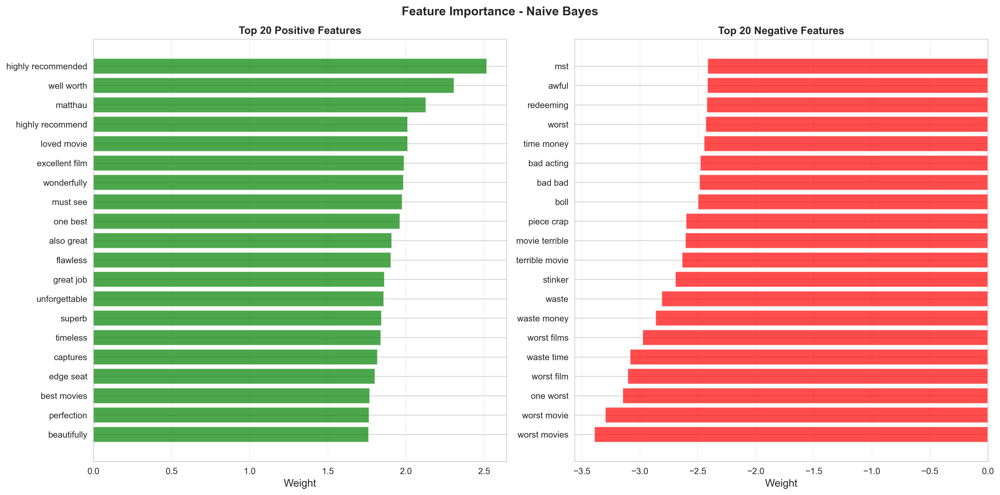 Feature Importance - Naive Bayes
Top 20 Positive Features
highly recommended
well worth
matthau
highly recommend
loved movie
excellent film
wonderfully
must see
one best
also great
flawless
great job
unforgettable
superb
timeless
captures
edge seat
best movies
perfection
beautifully
0.0 0.5 1.0 1.5 2.0 2.5
Weight
Top 20 Negative Features
mst
awful
redeeming
worst
time money
bad acting
bad bad
boll
piece crap
movie terrible
terrible movie
stinker
waste
waste money
worst films
waste time
worst film
one worst
worst movie
worst movies
−3.5 −3.0 −2.5 −2.0 −1.5 −1.0 −0.5 0.0
Weight